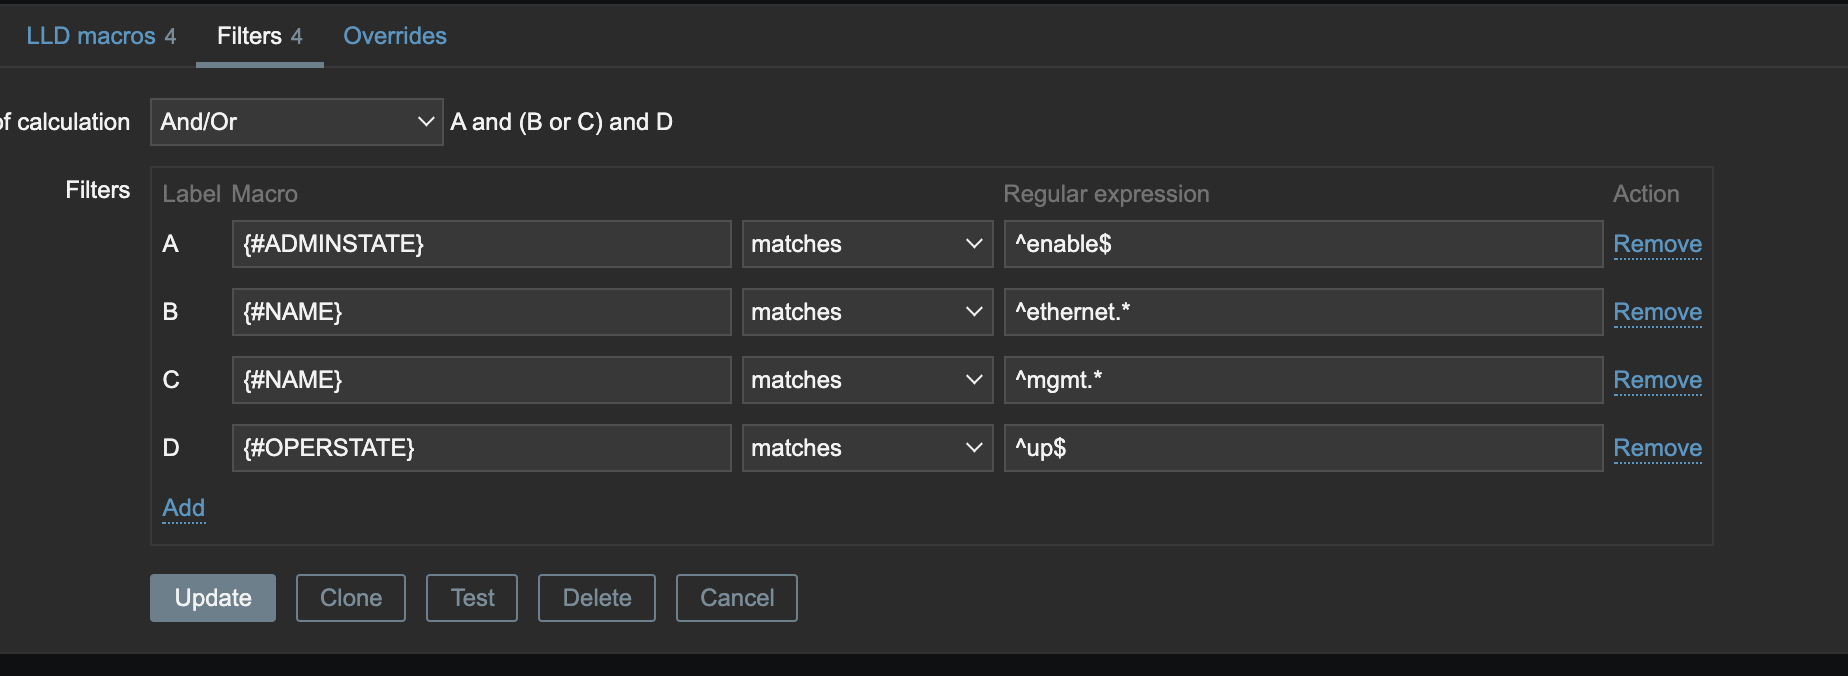 LLD macros 4 Filters 4 Overrides
of calculation And/Or A and (B or C) and D
Filters
Label Macro Regular expression Action
A {#ADMINSTATE} matches ^enable$ Remove
B {#NAME} matches ^ethernet.* Remove
C {#NAME} matches ^mgmt.* Remove
D {#OPERSTATE} matches ^up$ Remove
Add
Update Clone Test Delete Cancel